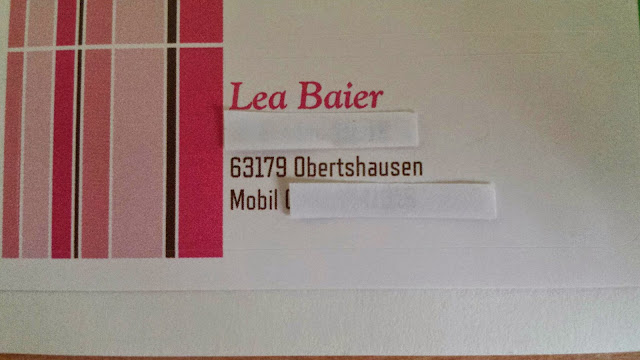 Lea Baier
63179 Obertshausen
Mobil